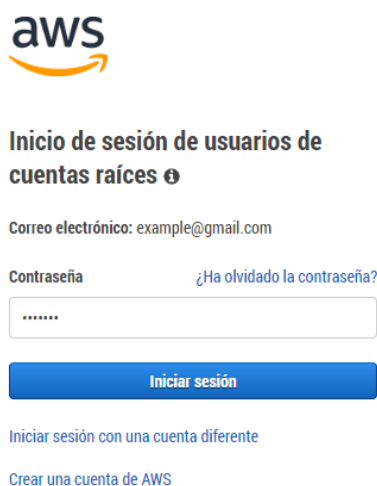 aws
Inicio de sesión de usuarios de
cuentas raíces
Correo electrónico: example@gmail.com
Contraseña ¿Ha olvidado la contraseña?
•••••••
Iniciar sesión
Iniciar sesión con una cuenta diferente
Crear una cuenta de AWS